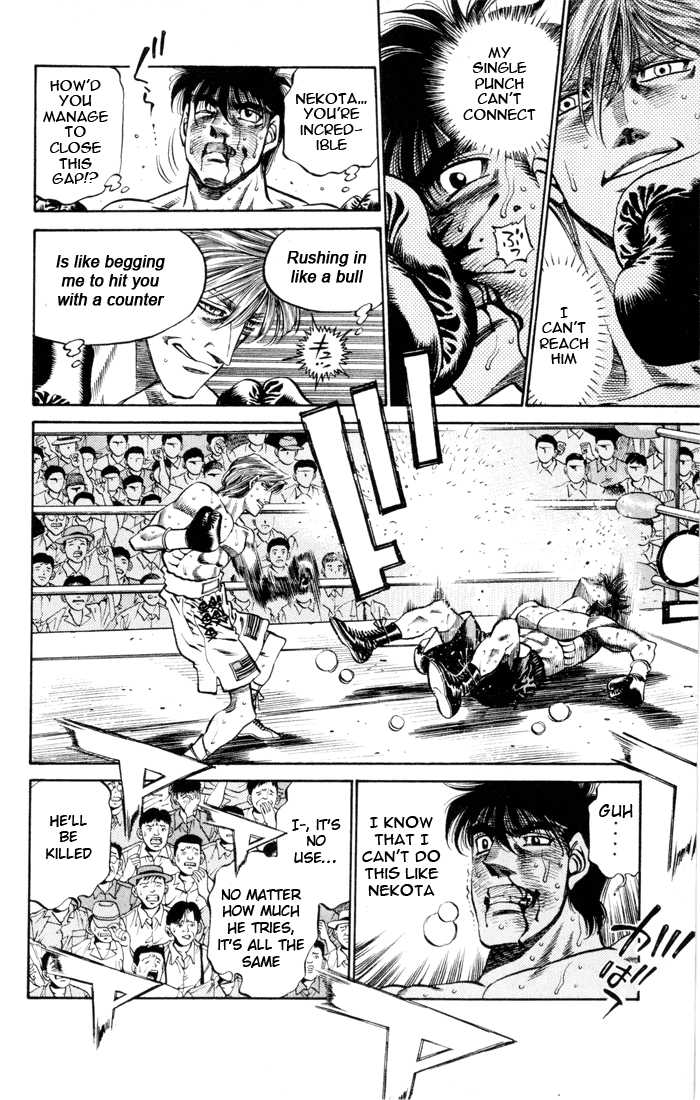 MY
SINGLE
PUNCH
CAN'T
CONNECT
ぶっ
I
CAN'T
REACH
HIM
NEKOTA...
YOU'RE
INCRED-
IBLE
HOW'D
YOU
MANAGE
TO
CLOSE
THIS
GAP!?
Rushing in
like a bull
Is like begging
me to hit you
with a counter
GUH
I KNOW
THAT I
CAN'T DO
THIS LIKE
NEKOTA
I-, IT'S
NO
USE...
NO MATTER
HOW MUCH
HE TRIES,
IT'S ALL THE
SAME
HE'LL
BE
KILLED